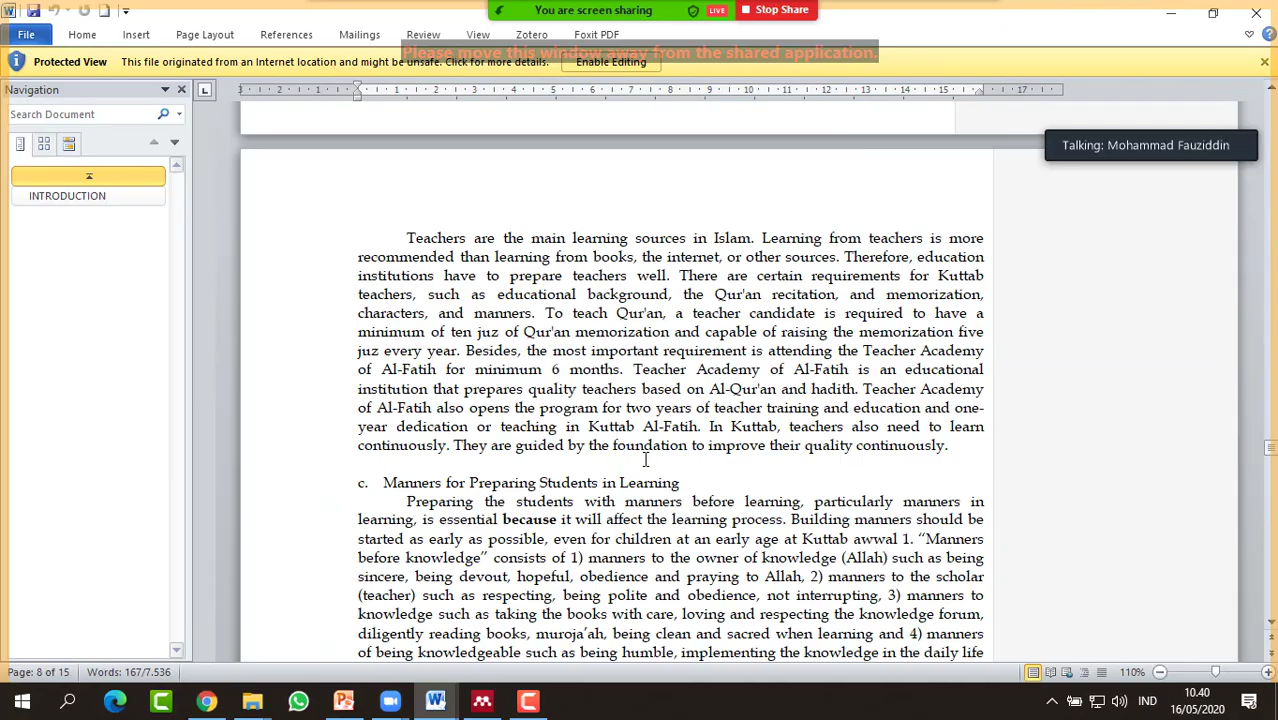 You are screen sharing
LIVE
Stop Share
File
Home
Insert
Page Layout
References
Mailings
Review
View
Zotero
Foxit PDF
Please move this window away from the shared application.
Protected View
This file originated from an Internet location and might be unsafe. Click for more details.
Enable Editing
Navigation
3 2 1 1 2 3 4 5 6 7 8 9 10 11 12 13 14 15 17
Search Document
Talking: Mohammad Fauziddin
INTRODUCTION
Teachers are the main learning sources in Islam. Learning from teachers is more
recommended than learning from books, the internet, or other sources. Therefore, education
institutions have to prepare teachers well. There are certain requirements for Kuttab
teachers, such as educational background, the Qur'an recitation, and memorization,
characters, and manners. To teach Qur'an, a teacher candidate is required to have a
minimum of ten juz of Qur'an memorization and capable of raising the memorization five
juz every year. Besides, the most important requirement is attending the Teacher Academy
of Al-Fatih for minimum 6 months. Teacher Academy of Al-Fatih is an educational
institution that prepares quality teachers based on Al-Qur'an and hadith. Teacher Academy
of Al-Fatih also opens the program for two years of teacher training and education and one-
year dedication or teaching in Kuttab Al-Fatih. In Kuttab, teachers also need to learn
continuously. They are guided by the foundation to improve their quality continuously.
c. Manners for Preparing Students in Learning
Preparing the students with manners before learning, particularly manners in
learning, is essential because it will affect the learning process. Building manners should be
started as early as possible, even for children at an early age at Kuttab awwal 1. “Manners
before knowledge” consists of 1) manners to the owner of knowledge (Allah) such as being
sincere, being devout, hopeful, obedience and praying to Allah, 2) manners to the scholar
(teacher) such as respecting, being polite and obedience, not interrupting, 3) manners to
knowledge such as taking the books with care, loving and respecting the knowledge forum,
diligently reading books, muroja’ah, being clean and sacred when learning and 4) manners
of being knowledgeable such as being humble, implementing the knowledge in the daily life
Page: 8 of 15
Words: 167/7.536
110%
IND
10.40
16/05/2020